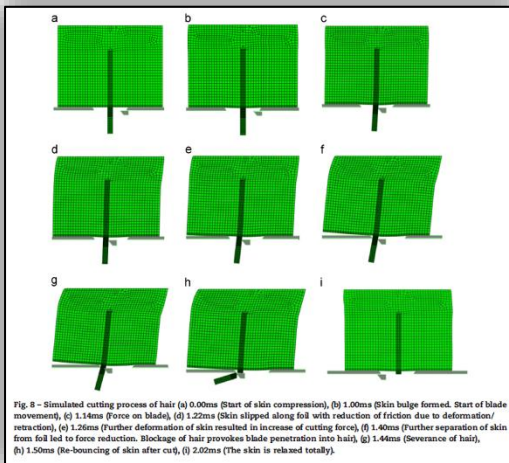 a
b
c
d
e
f
g
h
i
Fig. 8 – Simulated cutting process of hair (a) 0.00ms (Start of skin compression), (b) 1.00ms (Skin bulge formed. Start of blade
movement), (c) 1.14ms (Force on blade), (d) 1.22ms (Skin slipped along foil with reduction of friction due to deformation/
retraction), (e) 1.26ms (Further deformation of skin resulted in increase of cutting force), (f) 1.40ms (Further separation of skin
from foil led to force reduction. Blockage of hair provokes blade penetration into hair), (g) 1.44ms (Severance of hair),
(h) 1.50ms (Re-bouncing of skin after cut), (i) 2.02ms (The skin is relaxed totally).